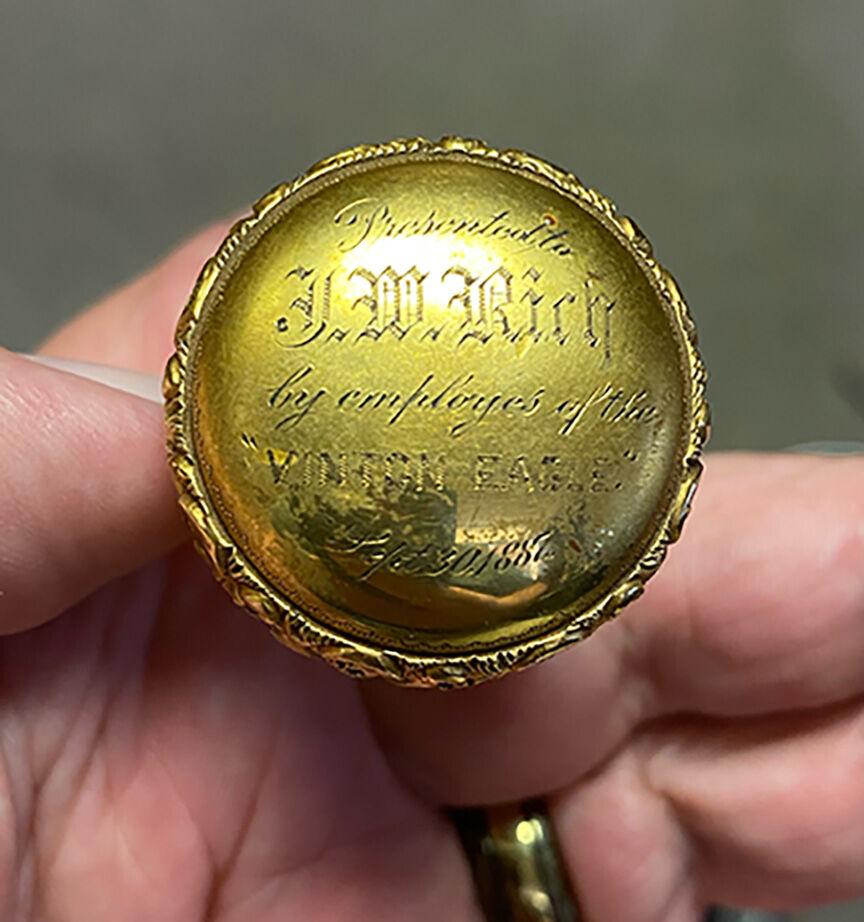 Presented to
J.W. Rich
by employes of the
"VINTON EAGLE."
Sept 30, 1886